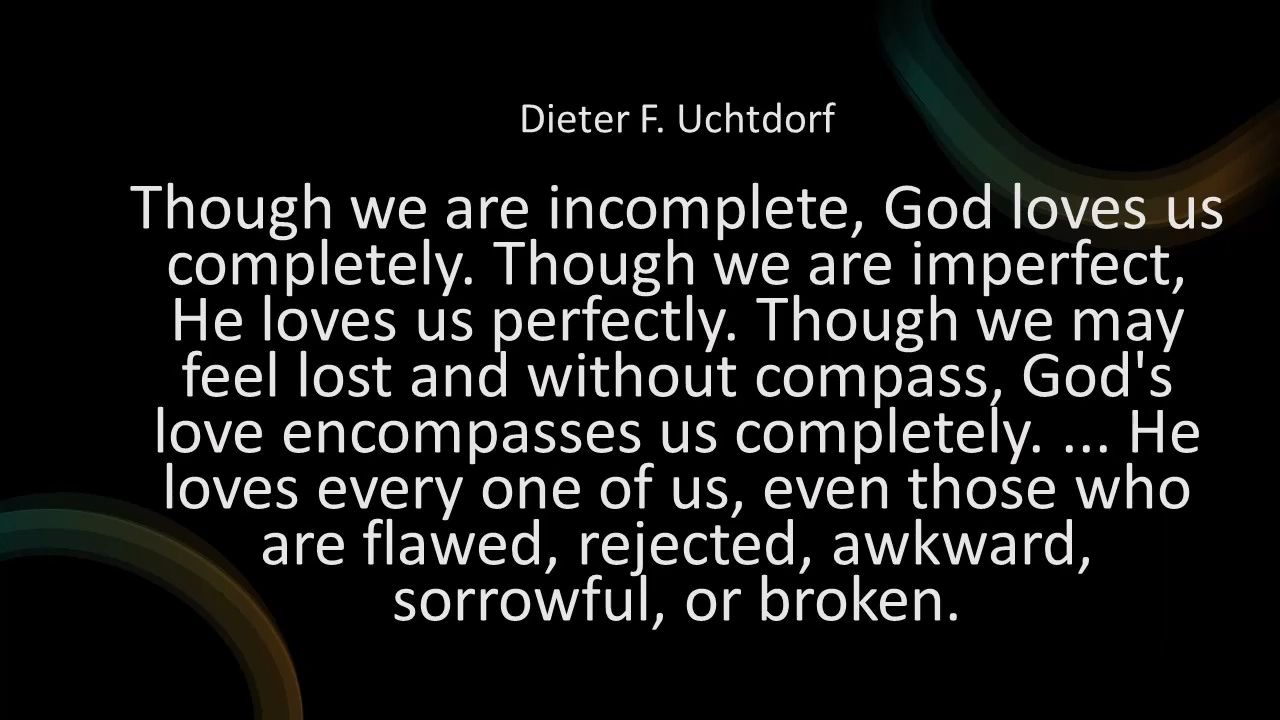 Dieter F. Uchtdorf
Though we are incomplete, God loves us
completely. Though we are imperfect,
He loves us perfectly. Though we may
feel lost and without compass, God's
love encompasses us completely. ... He
loves every one of us, even those who
are flawed, rejected, awkward,
sorrowful, or broken.